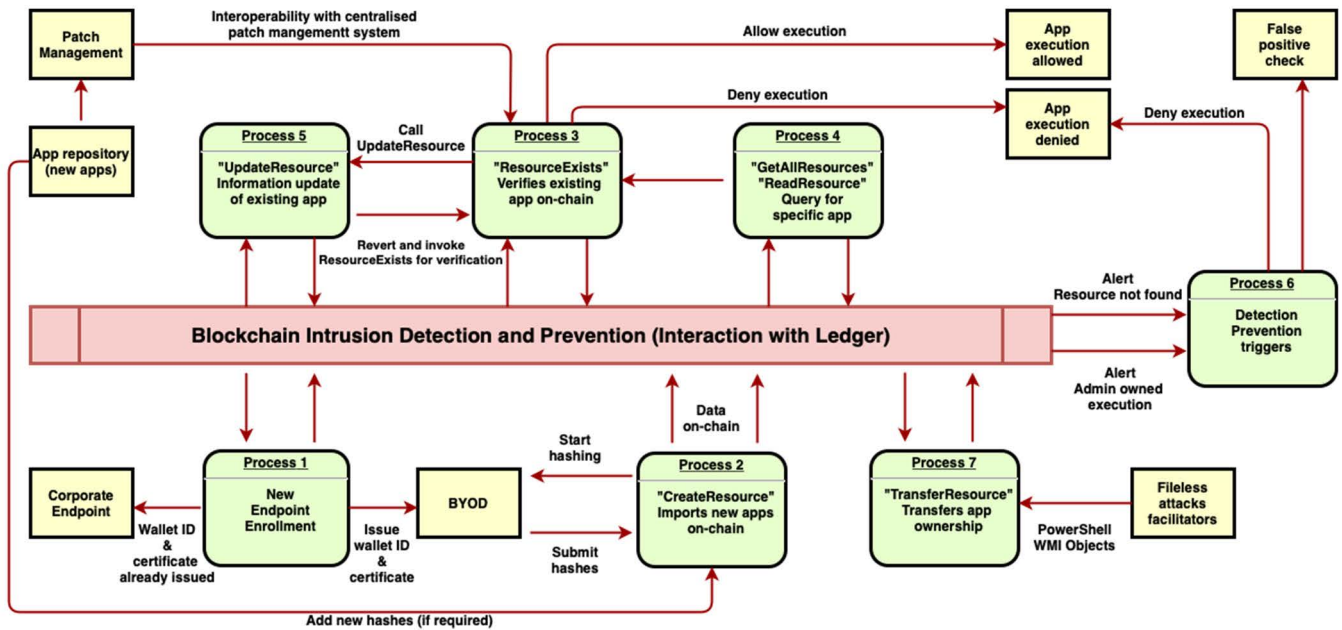 Interoperability with centralised
patch mangementt system
Patch
Management
Allow execution
App
execution
allowed
False
positive
check
Deny execution
App
execution
denied
Deny execution
App repository
(new apps)
Process 5
"UpdateResource"
Information update
of existing app
Call
UpdateResource
Process 3
"ResourceExists"
Verifies existing
app on-chain
Process 4
"GetAllResources"
"ReadResource"
Query for
specific app
Revert and invoke
ResourceExists for verification
Alert
Resource not found
Process 6
Detection
Prevention
triggers
Blockchain Intrusion Detection and Prevention (Interaction with Ledger)
Alert
Admin owned
execution
Data
on-chain
Start
hashing
Corporate
Endpoint
Process 1
New
Endpoint
Enrollment
BYOD
Process 2
"CreateResource"
Imports new apps
on-chain
Process 7
"TransferResource"
Transfers app
ownership
Fileless
attacks
facilitators
Wallet ID
&
certificate
already issued
Issue
wallet ID
&
certificate
Submit
hashes
PowerShell
WMI Objects
Add new hashes (if required)